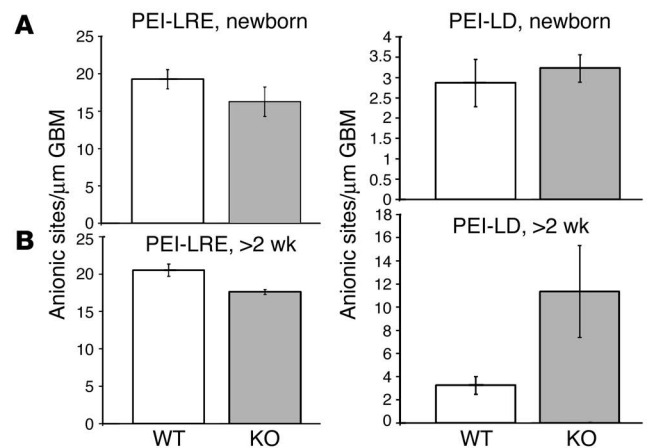 A
PEI-LRE, newborn
25
20
15
10
5
0
PEI-LD, newborn
4
3.5
3
2.5
2
1.5
1
0.5
0
B
PEI-LRE, >2 wk
25
20
15
10
5
0
WT
KO
PEI-LD, >2 wk
18
16
14
12
10
8
6
4
2
0
WT
KO
Anionic sites/μm GBM
Anionic sites/μm GBM